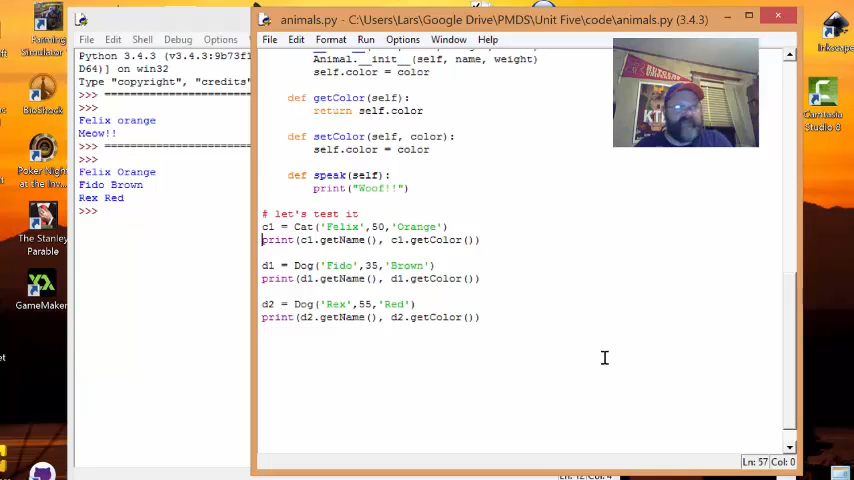 animals.py - C:\Users\Lars\Google Drive\PMDS\Unit Five\code\animals.py (3.4.3)
File Edit Shell Debug Options
File Edit Format Run Options Window Help
Python 3.4.3 (v3.4.3:9b73f1
D64)] on win32
Type "copyright", "credits"
>>> ============================
>>>
Felix orange
Meow!!
>>> ============================
>>>
Felix Orange
Fido Brown
Rex Red
>>>
Animal.__init__(self, name, weight)
self.color = color
def getColor(self):
return self.color
def setColor(self, color):
self.color = color
def speak(self):
print("Woof!!")
# let's test it
c1 = Cat('Felix',50,'Orange')
print(c1.getName(), c1.getColor())
d1 = Dog('Fido',35,'Brown')
print(d1.getName(), d1.getColor())
d2 = Dog('Rex',55,'Red')
print(d2.getName(), d2.getColor())
Ln: 57 Col: 0
Farming
Simulator
BioShock
Poker Night
at the
The Stanley
Parable
GameMaker
Inkscape
Camtasia
Studio 8
RUTGERS